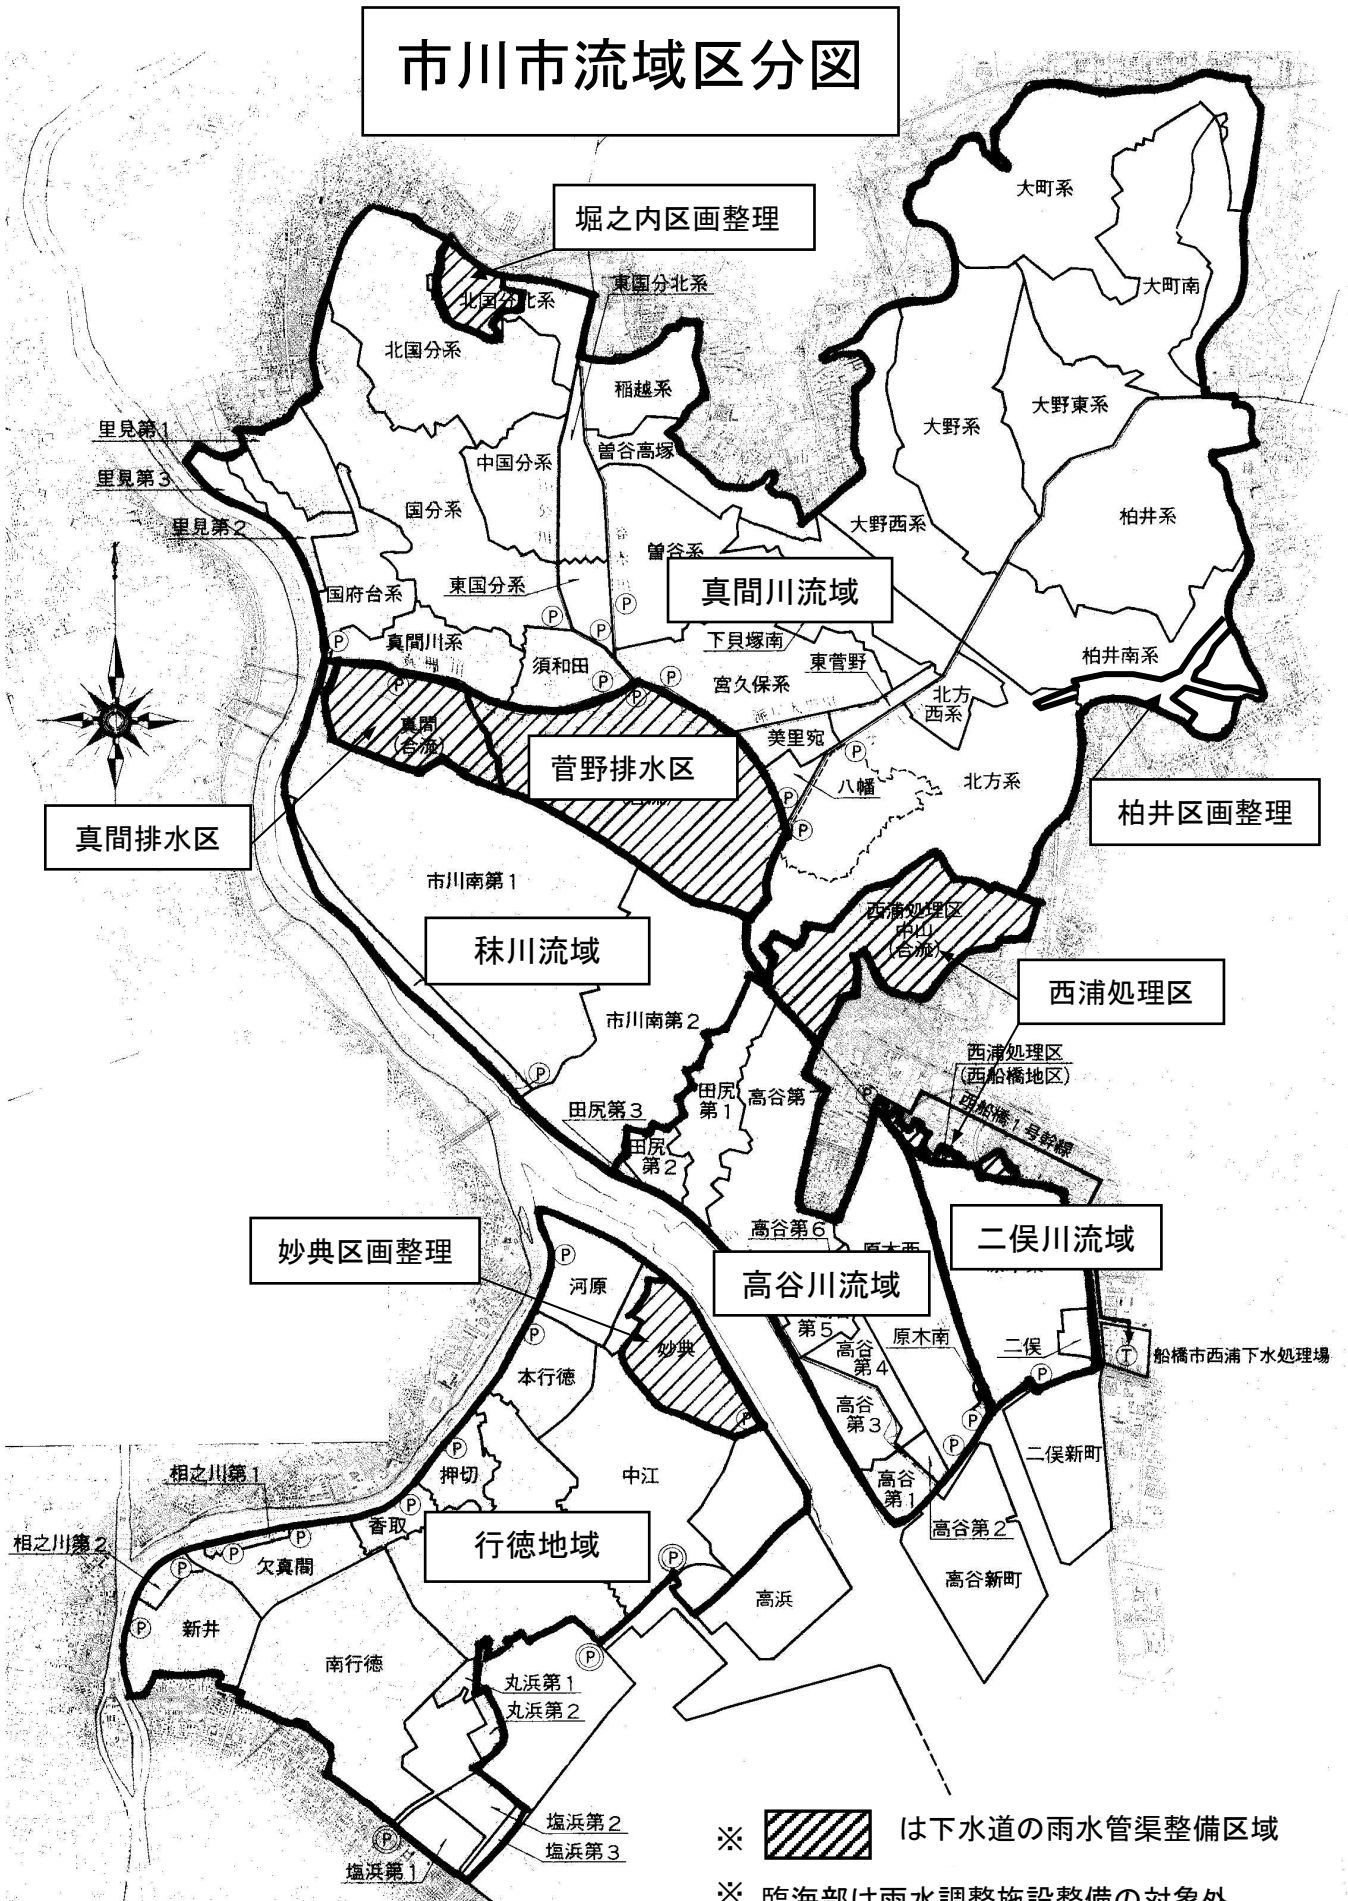 市川市流域区分図
堀之内区画整理
大町系
大町南
東国分北系
北国分北系
北国分系
稲越系
大野東系
大野系
里見第1
曽谷高塚
中国分系
里見第3
国分系
里見第2
大野西系
柏井系
曽谷系
東国分系
国府台系
真間川流域
真間川系
下貝塚南
須和田
東菅野
柏井南系
宮久保系
北方
西系
真間
(合流)
美里宛
菅野排水区
八幡
北方系
真間排水区
柏井区画整理
市川南第1
西浦処理区
中山
(合流)
秣川流域
西浦処理区
市川南第2
西浦処理区
(西船橋地区)
田尻
第1
高谷第
田尻第3
西船橋1号幹線
田尻
第2
高谷第6
二俣川流域
妙典区画整理
原木西
河原
高谷川流域
第5
原木南
二俣
妙典
高谷
第4
船橋市西浦下水処理場
本行徳
高谷
第3
二俣新町
相之川第1
押切
中江
高谷
第1
香取
高谷第2
相之川第2
行徳地域
欠真間
高谷新町
高浜
新井
南行徳
丸浜第1
丸浜第2
塩浜第2
塩浜第3
塩浜第1
※ は下水道の雨水管渠整備区域
※ 臨海部は雨水調整施設整備の対象外